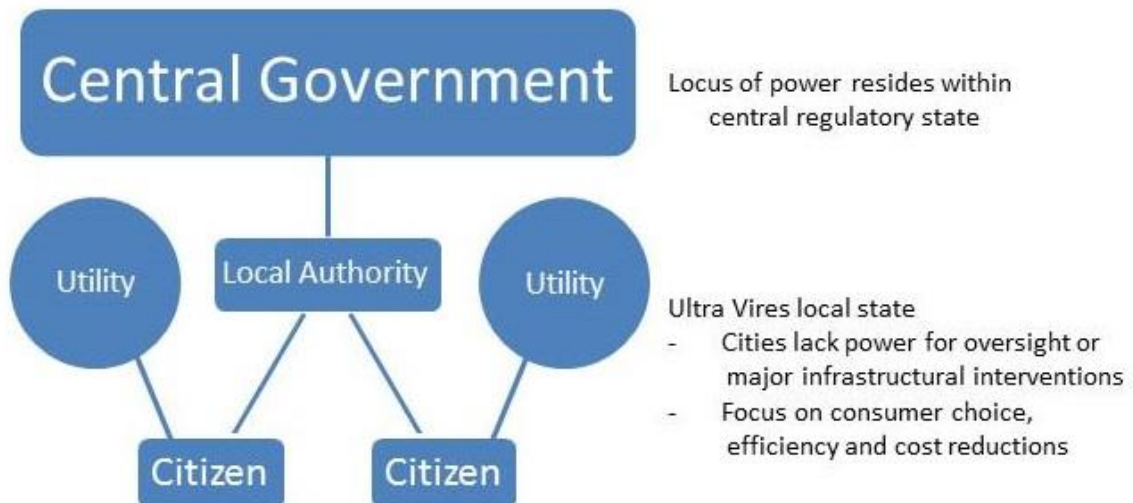 Central Government
Locus of power resides within
central regulatory state
Utility
Local Authority
Utility
Ultra Vires local state
- Cities lack power for oversight or
major infrastructural interventions
- Focus on consumer choice,
efficiency and cost reductions
Citizen
Citizen